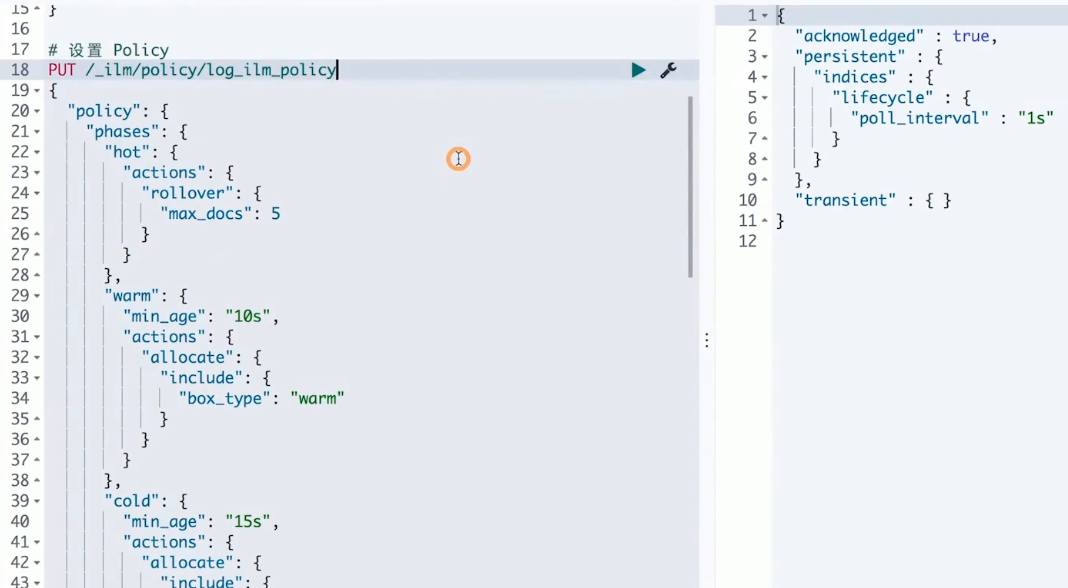 15 }
16
17 # 设置 Policy
18 PUT /_ilm/policy/log_ilm_policy
19 {
20 "policy": {
21 "phases": {
22 "hot": {
23 "actions": {
24 "rollover": {
25 "max_docs": 5
26 }
27 }
28 },
29 "warm": {
30 "min_age": "10s",
31 "actions": {
32 "allocate": {
33 "include": {
34 "box_type": "warm"
35 }
36 }
37 }
38 },
39 "cold": {
40 "min_age": "15s",
41 "actions": {
42 "allocate": {
43 "include": {
1 {
2 "acknowledged" : true,
3 "persistent" : {
4 "indices" : {
5 "lifecycle" : {
6 "poll_interval" : "1s"
7 }
8 }
9 },
10 "transient" : { }
11 }
12